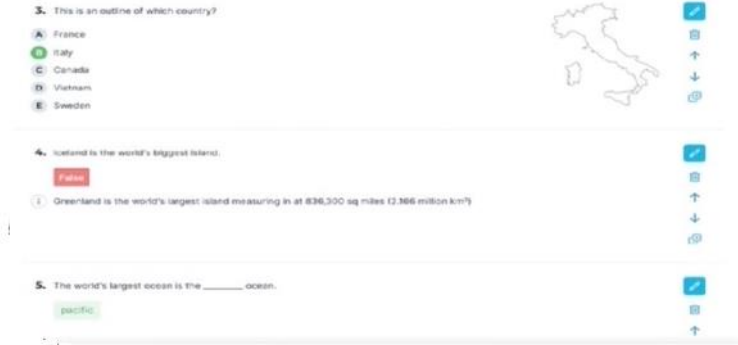 3. This is an outline of which country?
A France
B Italy
C Canada
D Vietnam
E Sweden
4. Iceland is the world's biggest island.
False
i Greenland is the world's largest island measuring in at 836,300 sq miles (2.166 million km²)
5. The world's largest ocean is the ________ ocean.
pacific